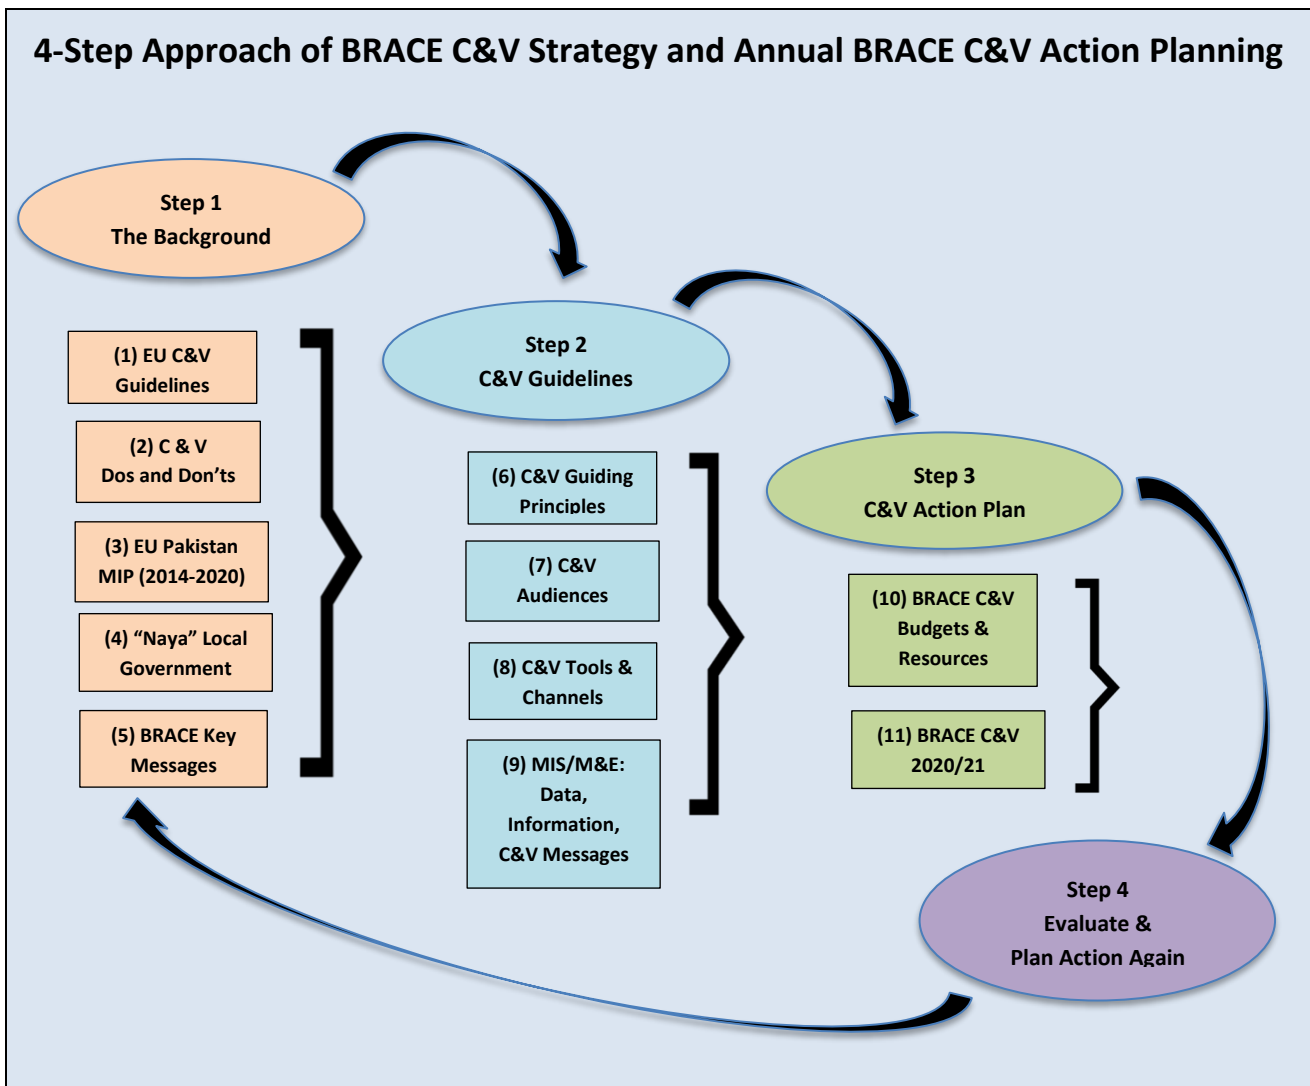 4-Step Approach of BRACE C&V Strategy and Annual BRACE C&V Action Planning
Step 1
The Background
(1) EU C&V
Guidelines
(2) C & V
Dos and Don’ts
(3) EU Pakistan
MIP (2014-2020)
(4) “Naya” Local
Government
(5) BRACE Key
Messages
Step 2
C&V Guidelines
(6) C&V Guiding
Principles
(7) C&V
Audiences
(8) C&V Tools &
Channels
(9) MIS/M&E:
Data,
Information,
C&V Messages
Step 3
C&V Action Plan
(10) BRACE C&V
Budgets &
Resources
(11) BRACE C&V
2020/21
Step 4
Evaluate &
Plan Action Again